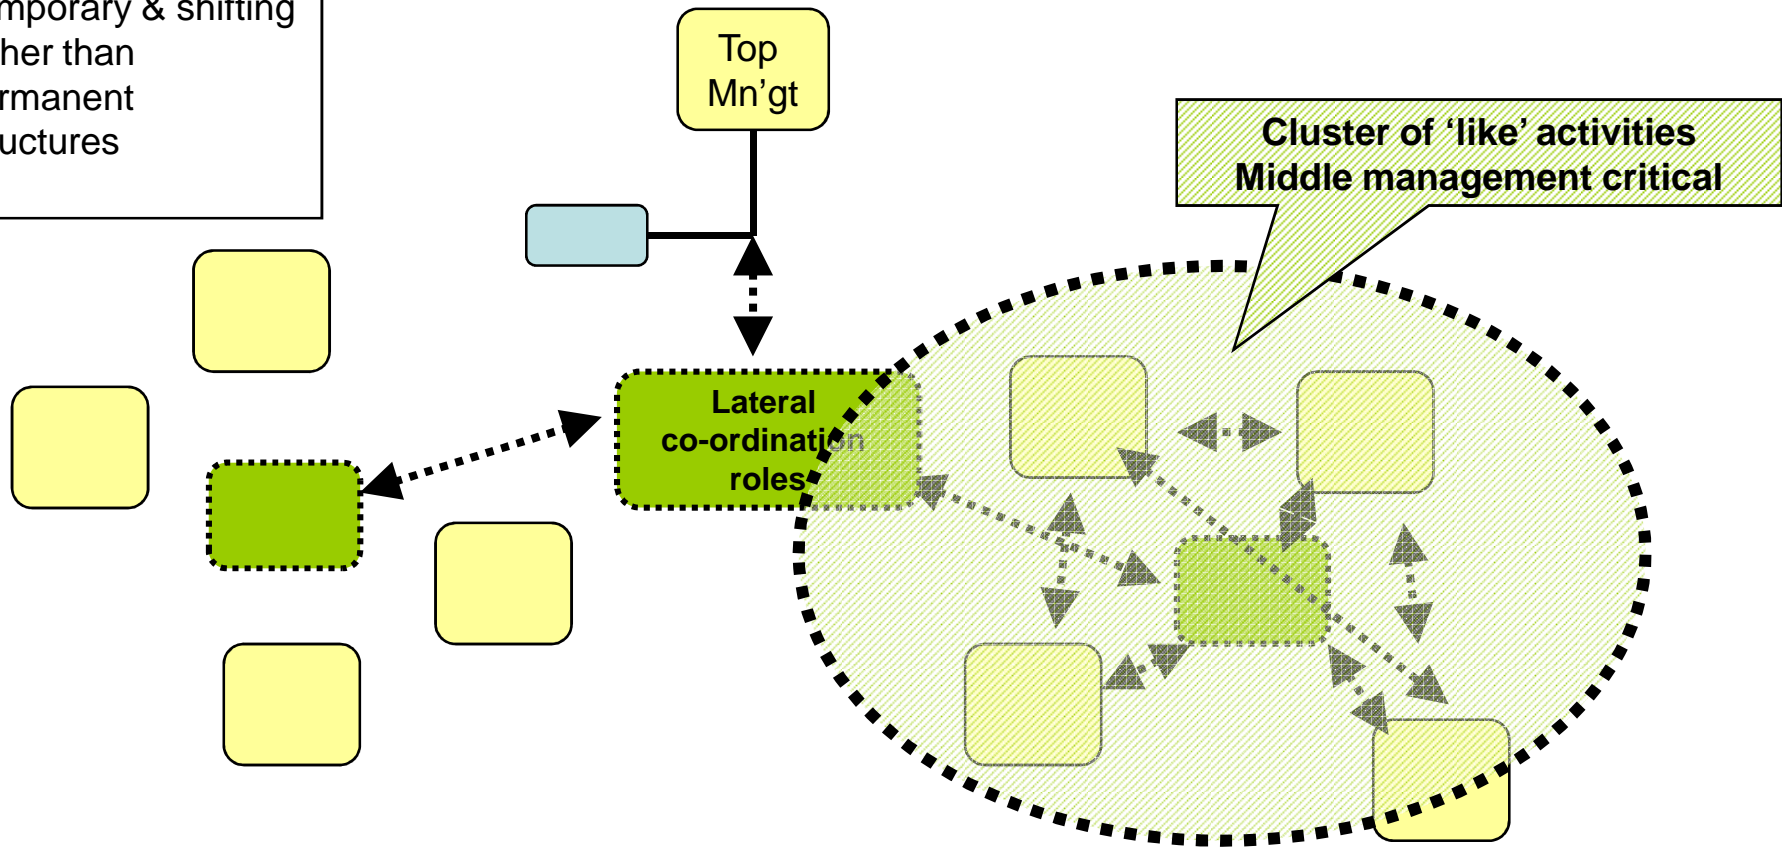 mporary & shifting
her than
rmanent
uctures
Top
Mn’gt
Cluster of ‘like’ activities
Middle management critical
Lateral
co-ordination
roles